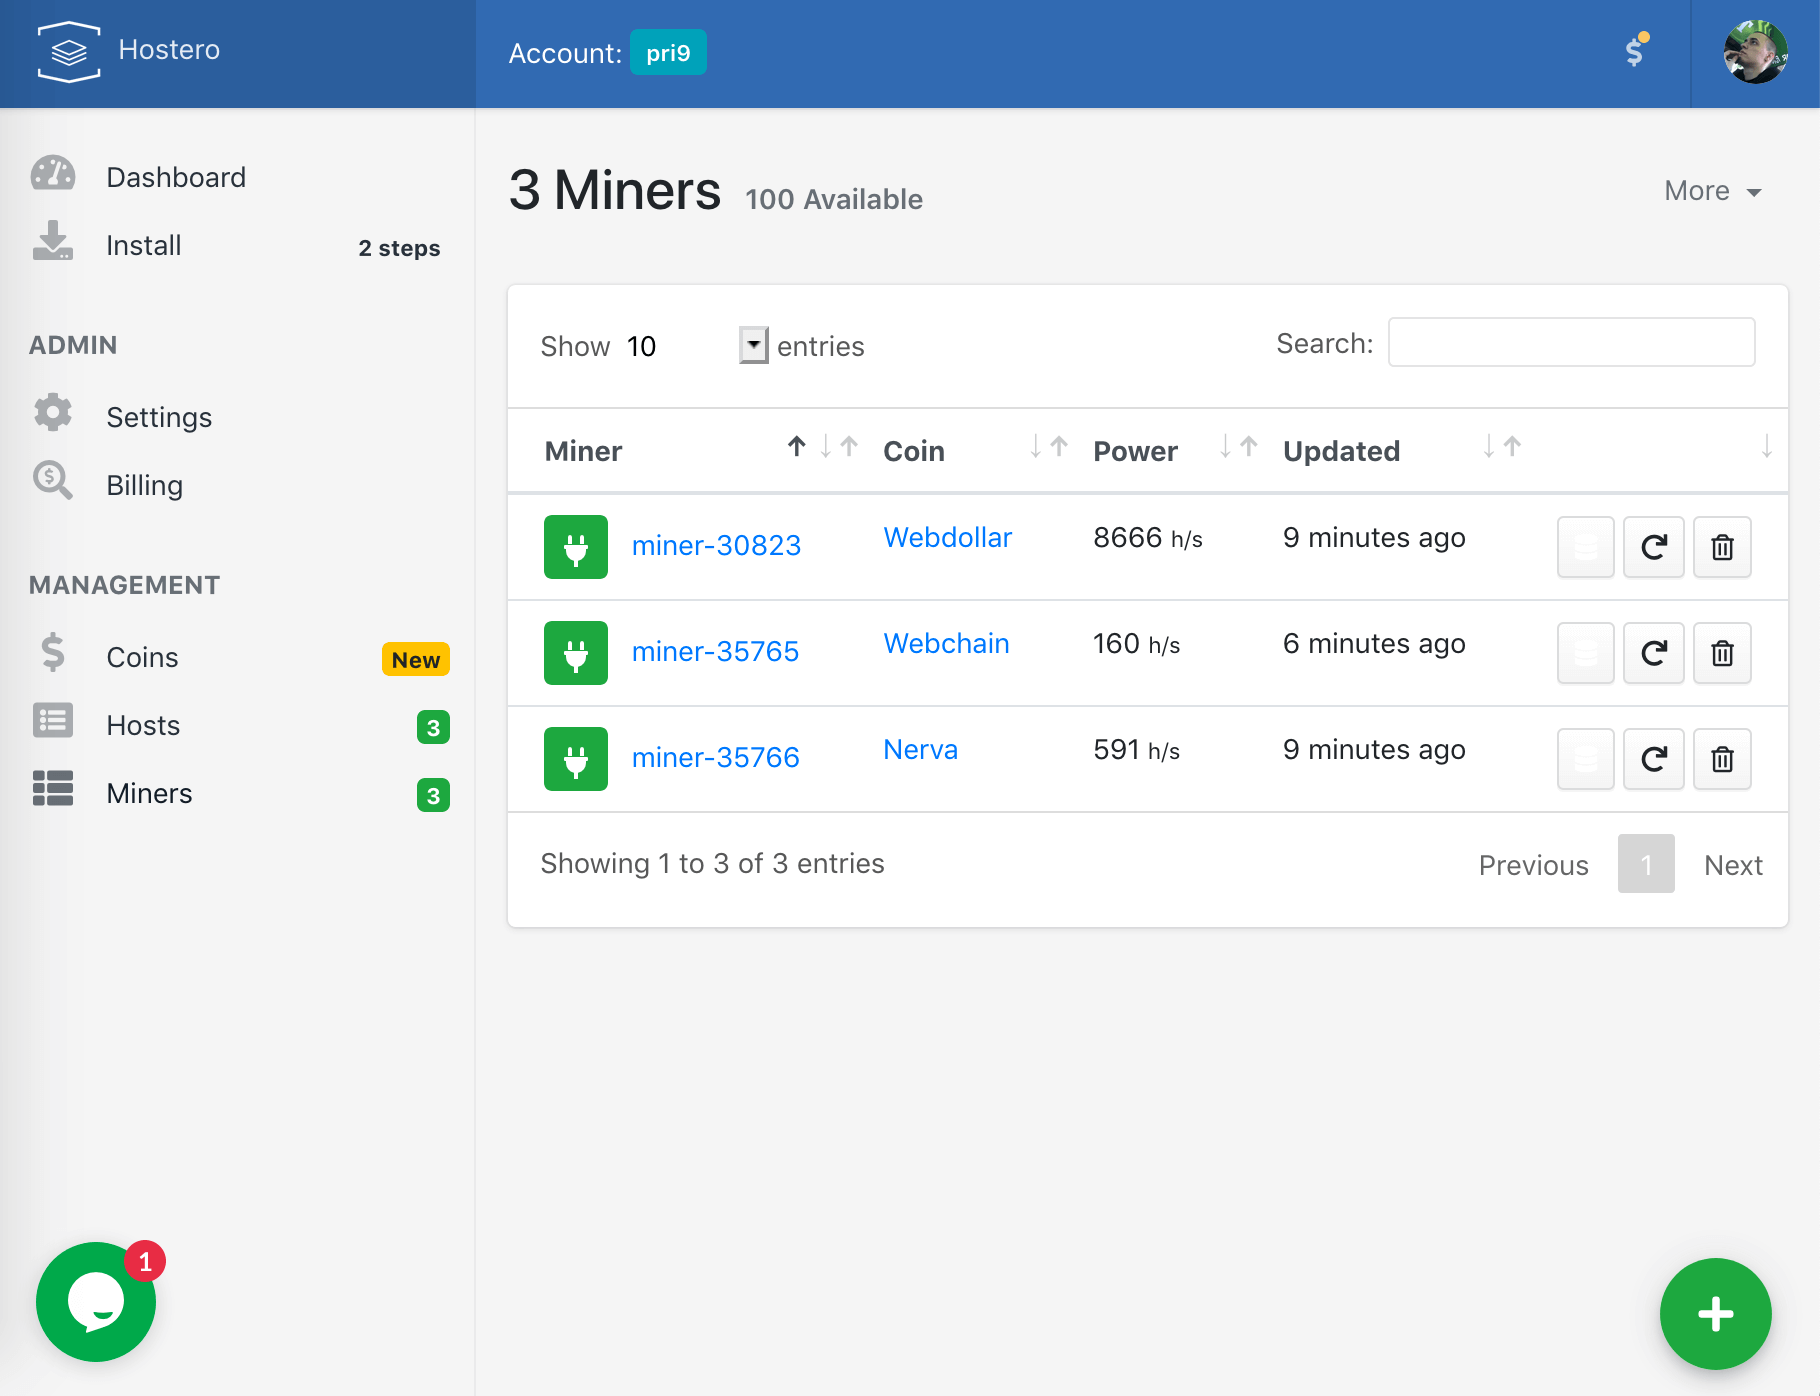 Hostero
Account: pri9
Dashboard
Install 2 steps
ADMIN
Settings
Billing
MANAGEMENT
Coins New
Hosts 3
Miners 3
1
3 Miners 100 Available
More
Show 10 entries
Search:
Miner Coin Power Updated
miner-30823 Webdollar 8666 h/s 9 minutes ago
miner-35765 Webchain 160 h/s 6 minutes ago
miner-35766 Nerva 591 h/s 9 minutes ago
Showing 1 to 3 of 3 entries
Previous 1 Next